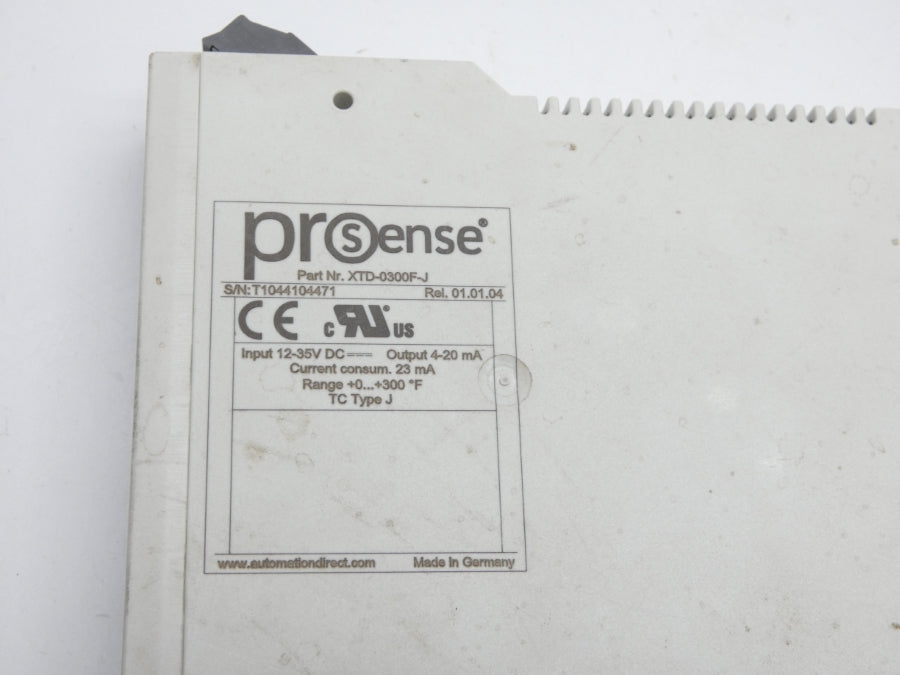 prosense®
Part Nr. XTD-0300F-J
S/N:T1044104471 Rel. 01.01.04
CE c RU US
Input 12-35V DC Output 4-20 mA
Current consum. 23 mA
Range +0...+300 °F
TC Type J
www.automationdirect.com Made in Germany